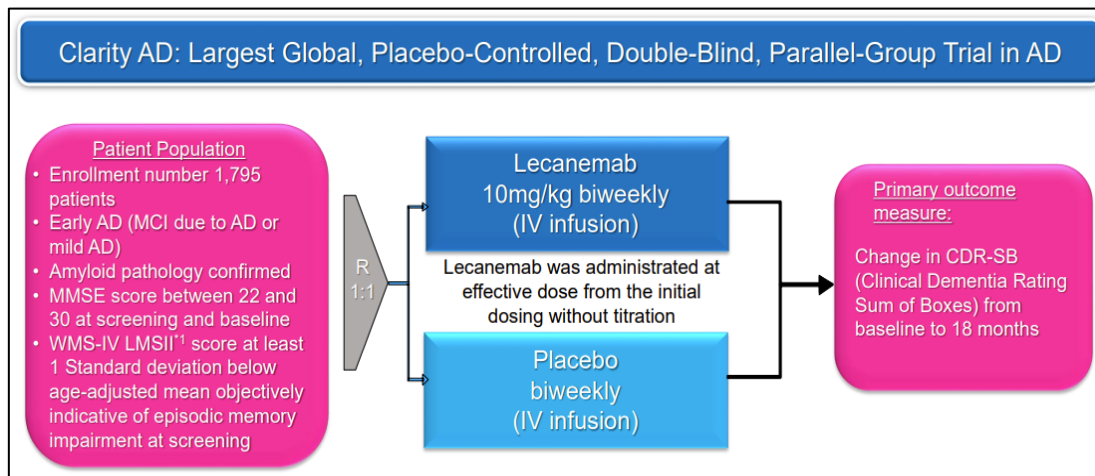 Clarity AD: Largest Global, Placebo-Controlled, Double-Blind, Parallel-Group Trial in AD
Patient Population
• Enrollment number 1,795
patients
• Early AD (MCI due to AD or
mild AD)
• Amyloid pathology confirmed
• MMSE score between 22 and
30 at screening and baseline
• WMS-IV LMSII*1 score at least
1 Standard deviation below
age-adjusted mean objectively
indicative of episodic memory
impairment at screening
R
1:1
Lecanemab
10mg/kg biweekly
(IV infusion)
Lecanemab was administrated at
effective dose from the initial
dosing without titration
Placebo
biweekly
(IV infusion)
Primary outcome
measure:
Change in CDR-SB
(Clinical Dementia Rating
Sum of Boxes) from
baseline to 18 months